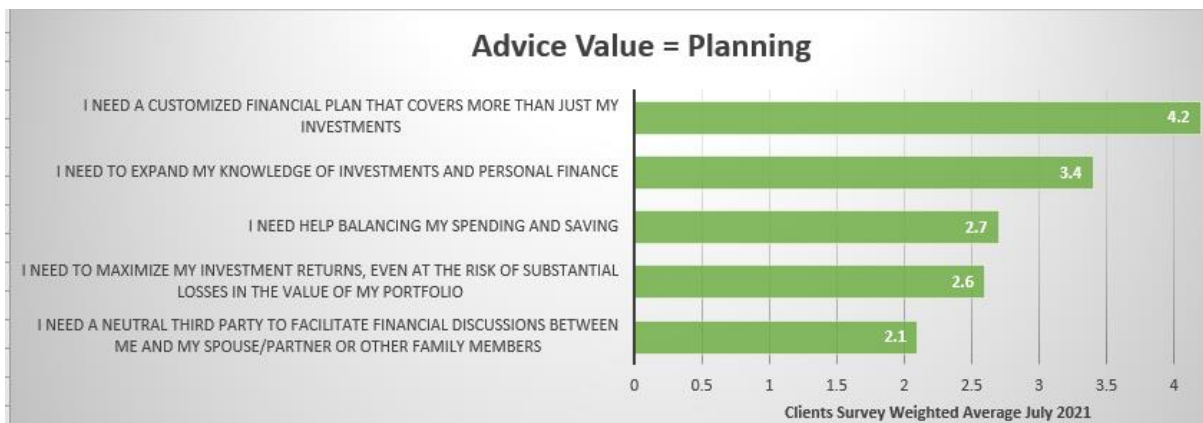 Advice Value = Planning
I NEED A CUSTOMIZED FINANCIAL PLAN THAT COVERS MORE THAN JUST MY
INVESTMENTS
4.2
I NEED TO EXPAND MY KNOWLEDGE OF INVESTMENTS AND PERSONAL FINANCE
3.4
I NEED HELP BALANCING MY SPENDING AND SAVING
2.7
I NEED TO MAXIMIZE MY INVESTMENT RETURNS, EVEN AT THE RISK OF SUBSTANTIAL
LOSSES IN THE VALUE OF MY PORTFOLIO
2.6
I NEED A NEUTRAL THIRD PARTY TO FACILITATE FINANCIAL DISCUSSIONS BETWEEN
ME AND MY SPOUSE/PARTNER OR OTHER FAMILY MEMBERS
2.1
0 0.5 1 1.5 2 2.5 3 3.5 4
Clients Survey Weighted Average July 2021